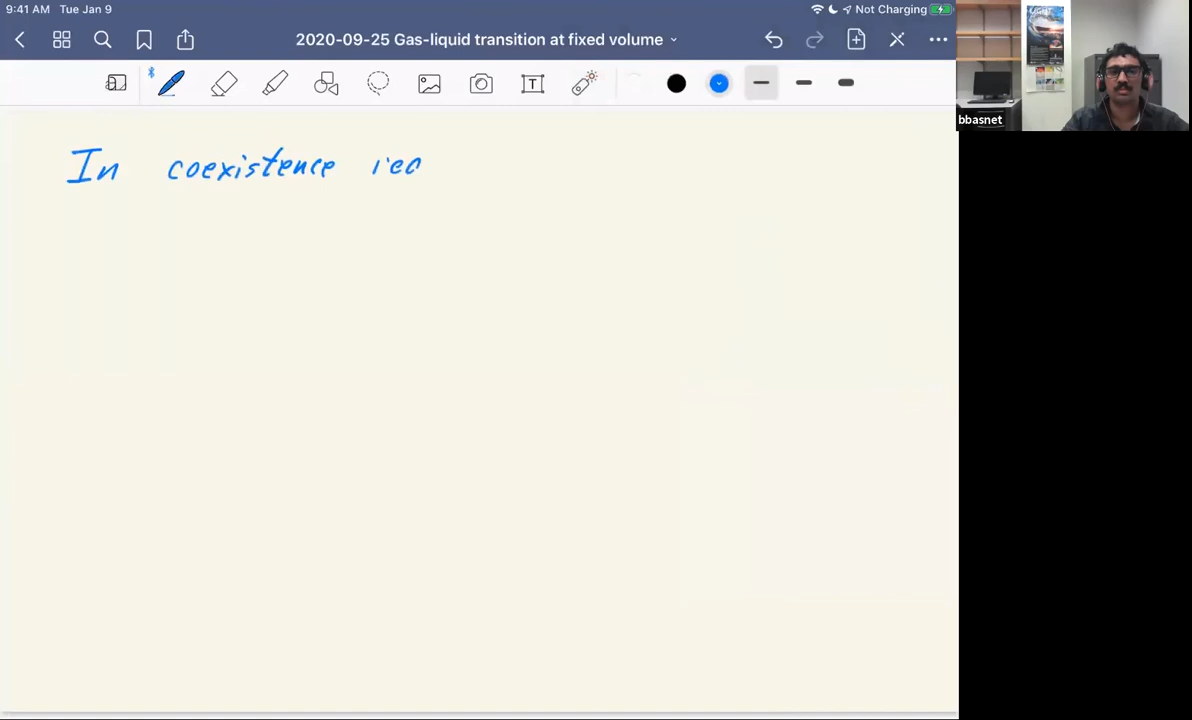 9:41 AM Tue Jan 9
Not Charging
2020-09-25 Gas-liquid transition at fixed volume
T
bbasnet
In coexistence reg